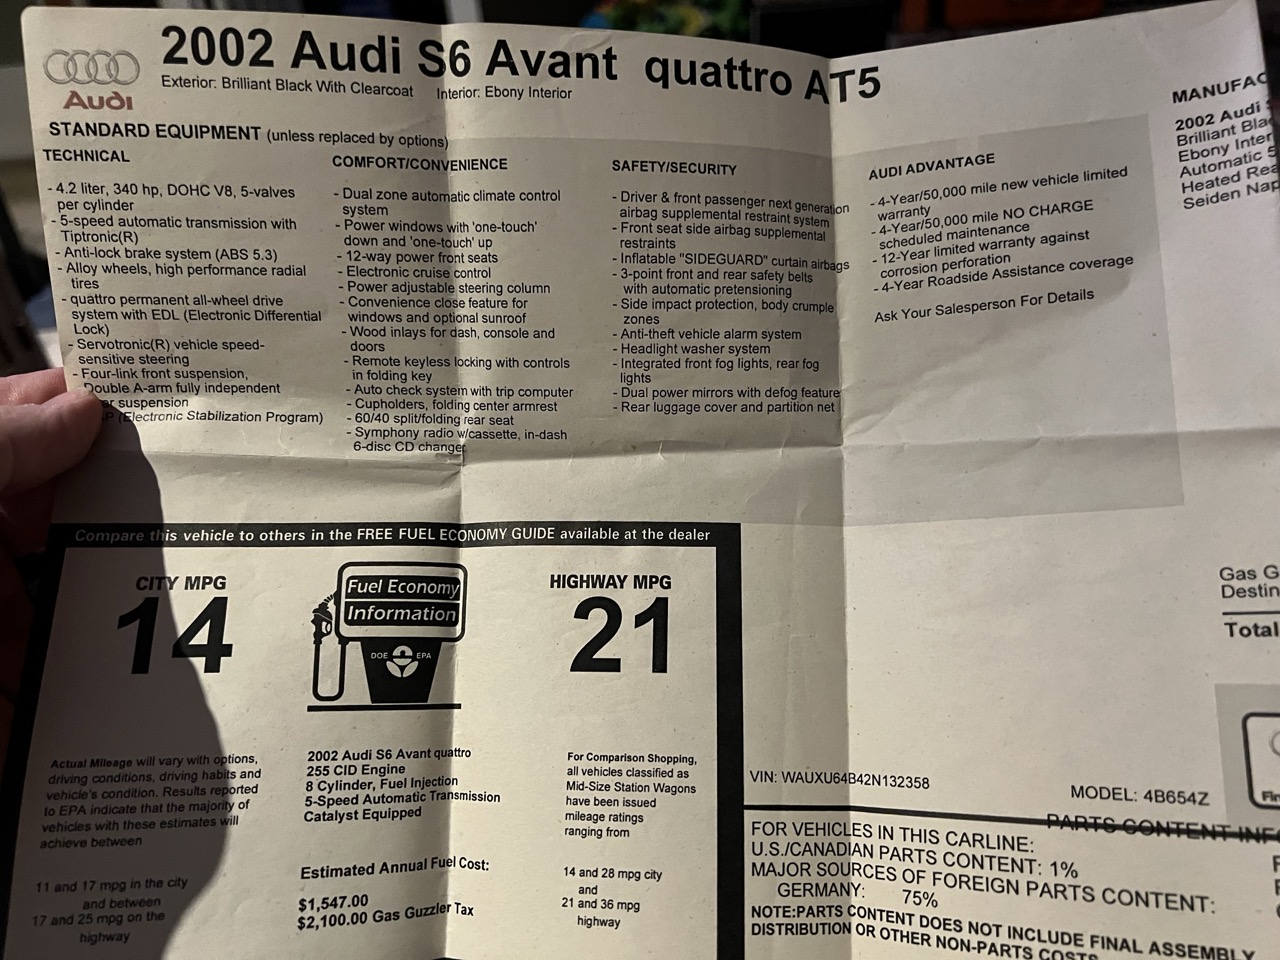 2002 Audi S6 Avant quattro AT5
Exterior: Brilliant Black With Clearcoat Interior: Ebony Interior
Audi
STANDARD EQUIPMENT (unless replaced by options)
TECHNICAL
- 4.2 liter, 340 hp, DOHC V8, 5-valves
per cylinder
- 5-speed automatic transmission with
Tiptronic(R)
- Anti-lock brake system (ABS 5.3)
- Alloy wheels, high performance radial
tires
- quattro permanent all-wheel drive
system with EDL (Electronic Differential
Lock)
- Servotronic(R) vehicle speed-
sensitive steering
- Four-link front suspension,
Double A-arm fully independent
suspension
(Electronic Stabilization Program)
COMFORT/CONVENIENCE
- Dual zone automatic climate control
system
- Power windows with 'one-touch'
down and 'one-touch' up
- 12-way power front seats
- Electronic cruise control
- Power adjustable steering column
- Convenience close feature for
windows and optional sunroof
- Wood inlays for dash, console and
doors
- Remote keyless locking with controls
in folding key
- Auto check system with trip computer
- Cupholders, folding center armrest
- 60/40 split/folding rear seat
- Symphony radio w/cassette, in-dash
6-disc CD changer
SAFETY/SECURITY
- Driver & front passenger next generation
airbag supplemental restraint system
- Front seat side airbag supplemental
restraints
- Inflatable "SIDEGUARD" curtain airbags
- 3-point front and rear safety belts
with automatic pretensioning
- Side impact protection, body crumple
zones
- Anti-theft vehicle alarm system
- Headlight washer system
- Integrated front fog lights, rear fog
lights
- Dual power mirrors with defog feature
- Rear luggage cover and partition net
AUDI ADVANTAGE
- 4-Year/50,000 mile new vehicle limited
warranty
- 4-Year/50,000 mile NO CHARGE
scheduled maintenance
- 12-Year limited warranty against
corrosion perforation
- 4-Year Roadside Assistance coverage
Ask Your Salesperson For Details
MANUFAC
2002 Audi
Brilliant Bla
Ebony Inter
Automatic 5
Heated Rea
Seiden Nap
Gas G
Destin
Total
Compare this vehicle to others in the FREE FUEL ECONOMY GUIDE available at the dealer
CITY MPG
14
Fuel Economy
Information
DOE EPA
HIGHWAY MPG
21
Actual Mileage will vary with options,
driving conditions, driving habits and
vehicle's condition. Results reported
to EPA indicate that the majority of
vehicles with these estimates will
achieve between
11 and 17 mpg in the city
and between
17 and 25 mpg on the
highway
2002 Audi S6 Avant quattro
255 CID Engine
8 Cylinder, Fuel Injection
5-Speed Automatic Transmission
Catalyst Equipped
Estimated Annual Fuel Cost:
$1,547.00
$2,100.00 Gas Guzzler Tax
For Comparison Shopping,
all vehicles classified as
Mid-Size Station Wagons
have been issued
mileage ratings
ranging from
14 and 28 mpg city
and
21 and 36 mpg
highway
VIN: WAUXU64B42N132358
MODEL: 4B654Z
PARTS CONTENT INF
FOR VEHICLES IN THIS CARLINE:
U.S./CANADIAN PARTS CONTENT: 1%
MAJOR SOURCES OF FOREIGN PARTS CONTENT:
GERMANY: 75%
NOTE:PARTS CONTENT DOES NOT INCLUDE FINAL ASSEMBLY
DISTRIBUTION OR OTHER NON-PARTS COSTS